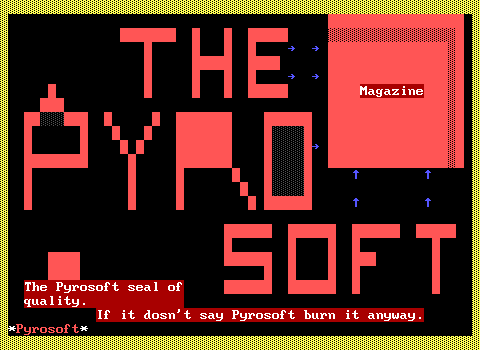 THE
Magazine
PYRO
SOFT
The Pyrosoft seal of
quality.
If it dosn't say Pyrosoft burn it anyway.
*Pyrosoft*